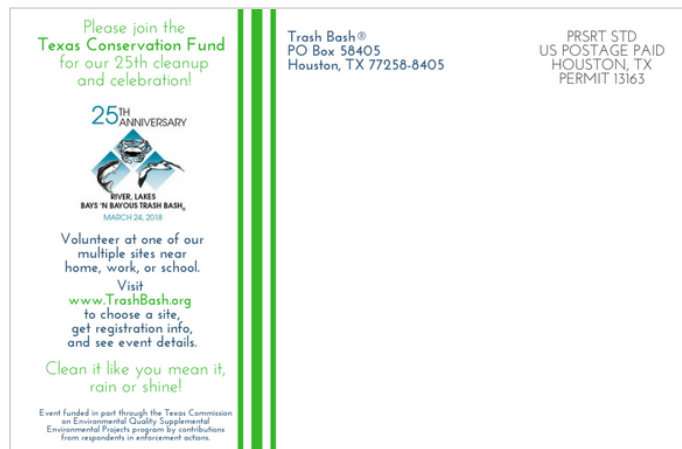 Please join the
Texas Conservation Fund
for our 25th cleanup
and celebration!
25TH
ANNIVERSARY
RIVER, LAKES
BAYS 'N BAYOUS TRASH BASH®
MARCH 24, 2018
Volunteer at one of our
multiple sites near
home, work, or school.
Visit
www.TrashBash.org
to choose a site,
get registration info,
and see event details.
Clean it like you mean it,
rain or shine!
Event funded in part through the Texas Commission
on Environmental Quality Supplemental
Environmental Projects program by contributions
from respondents in enforcement actions.
Trash Bash®
PO Box 58405
Houston, TX 77258-8405
PRSRT STD
US POSTAGE PAID
HOUSTON, TX
PERMIT 13163